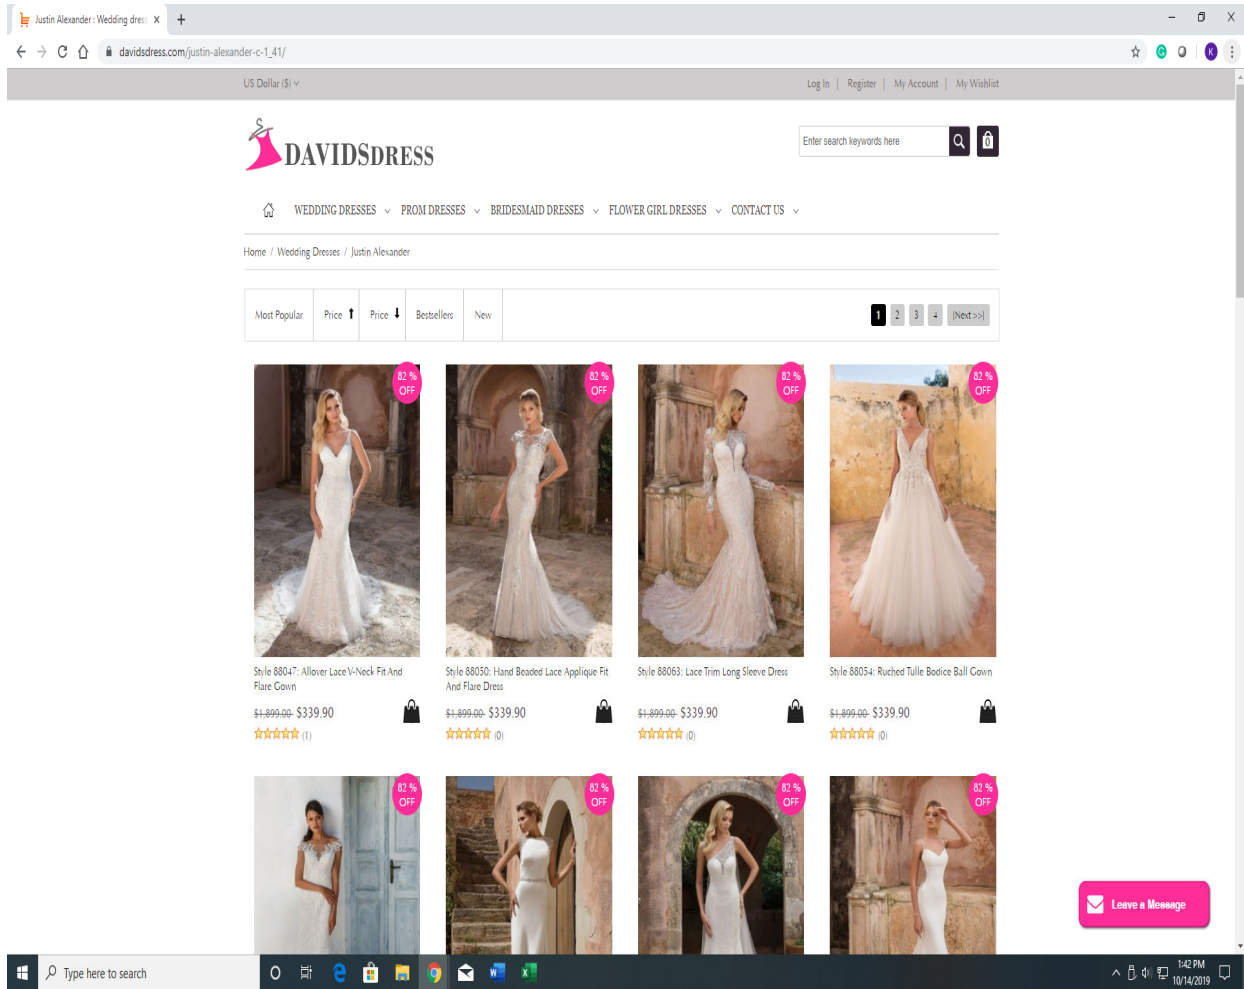 Justin Alexander : Wedding dres
davidsdress.com/justin-alexander-c-1_41/
K
US Dollar ($)
Log In | Register | My Account | My Wishlist
DAVIDSDRESS
Enter search keywords here
0
WEDDING DRESSES PROM DRESSES BRIDESMAID DRESSES FLOWER GIRL DRESSES CONTACT US
Home / Wedding Dresses / Justin Alexander
Most Popular Price Price Bestsellers New
1 2 3 4 [Next >>]
82 % OFF
82 % OFF
82 % OFF
82 % OFF
Style 88047: Allover Lace V-Neck Fit And
Flare Gown
$1,899.00 $339.90
(1)
Style 88050: Hand Beaded Lace Applique Fit
And Flare Dress
$1,899.00 $339.90
(0)
Style 88063: Lace Trim Long Sleeve Dress
$1,899.00 $339.90
(0)
Style 88054: Ruched Tulle Bodice Ball Gown
$1,899.00 $339.90
(0)
82 % OFF
82 % OFF
82 % OFF
82 % OFF
Leave a Message
Type here to search
1:42 PM
10/14/2019